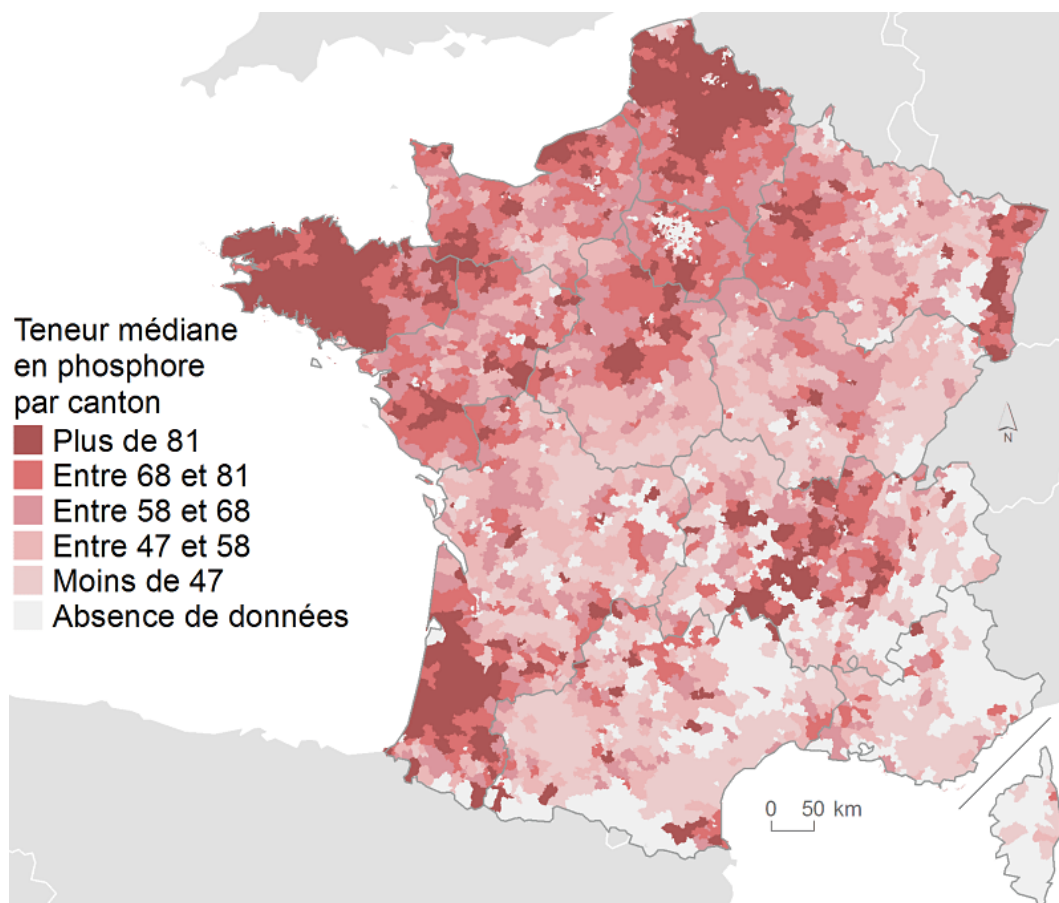 Teneur médiane
en phosphore
par canton
Plus de 81
Entre 68 et 81
Entre 58 et 68
Entre 47 et 58
Moins de 47
Absence de données
N
0 50 km